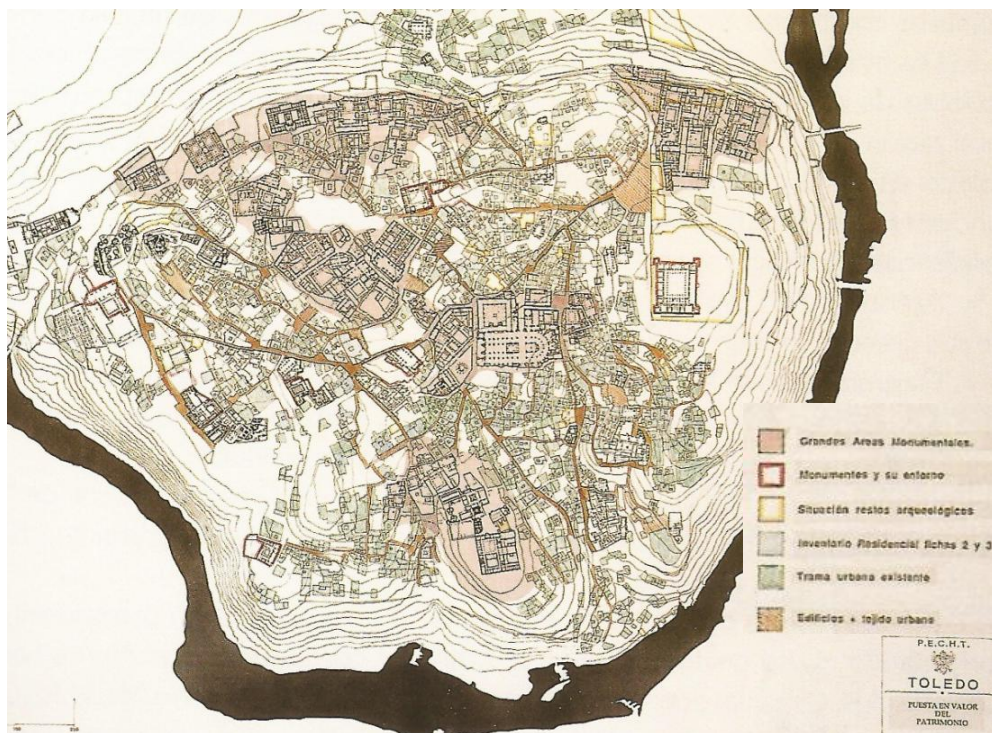 Grandes Areas Monumentales.
Monumentos y su entorno
Situación restos arqueológicos
Inventario Residencial fichas 2 y 3
Trama urbana existente
Edificios + tejido urbano
P.E.C.H.T.
TOLEDO
PUESTA EN VALOR
DEL
PATRIMONIO